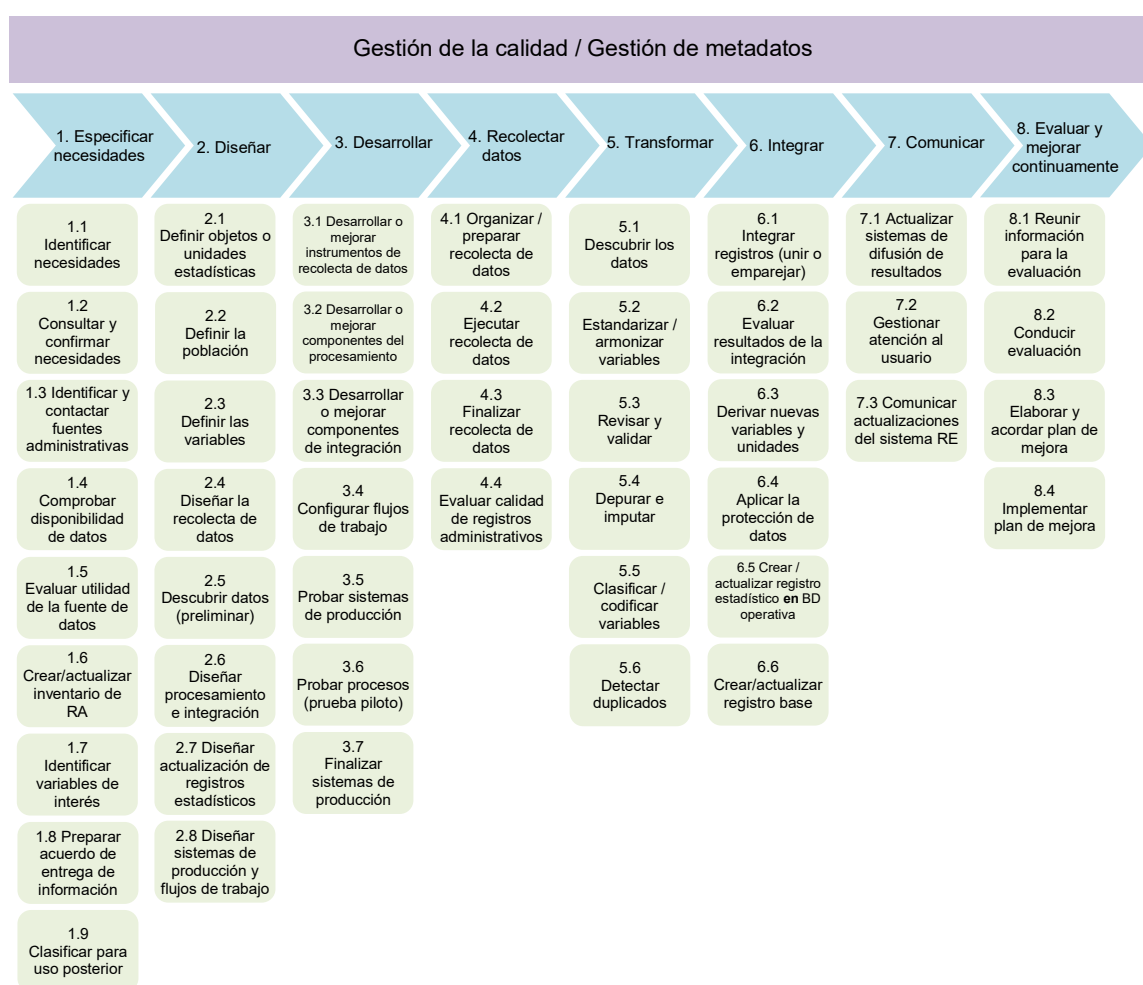 Gestión de la calidad / Gestión de metadatos
1. Especificar
necesidades
2. Diseñar
3. Desarrollar
4. Recolectar
datos
5. Transformar
6. Integrar
7. Comunicar
8. Evaluar y
mejorar
continuamente
1.1
Identificar
necesidades
1.2
Consultar y
confirmar
necesidades
1.3 Identificar y
contactar
fuentes
administrativas
1.4
Comprobar
disponibilidad
de datos
1.5
Evaluar utilidad
de la fuente de
datos
1.6
Crear/actualizar
inventario de
RA
1.7
Identificar
variables de
interés
1.8 Preparar
acuerdo de
entrega de
información
1.9
Clasificar para
uso posterior
2.1
Definir objetos o
unidades
estadísticas
2.2
Definir la
población
2.3
Definir las
variables
2.4
Diseñar la
recolecta de
datos
2.5
Descubrir datos
(preliminar)
2.6
Diseñar
procesamiento
e integración
2.7 Diseñar
actualización de
registros
estadísticos
2.8 Diseñar
sistemas de
producción y
flujos de trabajo
3.1 Desarrollar o
mejorar
instrumentos de
recolecta de datos
3.2 Desarrollar o
mejorar
componentes del
procesamiento
3.3 Desarrollar
o mejorar
componentes
de integración
3.4
Configurar flujos
de trabajo
3.5
Probar sistemas
de producción
3.6
Probar procesos
(prueba piloto)
3.7
Finalizar
sistemas de
producción
4.1 Organizar /
preparar
recolecta de
datos
4.2
Ejecutar
recolecta de
datos
4.3
Finalizar
recolecta de
datos
4.4
Evaluar calidad
de registros
administrativos
5.1
Descubrir los
datos
5.2
Estandarizar /
armonizar
variables
5.3
Revisar y
validar
5.4
Depurar e
imputar
5.5
Clasificar /
codificar
variables
5.6
Detectar
duplicados
6.1
Integrar
registros (unir o
emparejar)
6.2
Evaluar
resultados de la
integración
6.3
Derivar nuevas
variables y
unidades
6.4
Aplicar la
protección de
datos
6.5 Crear /
actualizar registro
estadístico en BD
operativa
6.6
Crear/actualizar
registro base
7.1 Actualizar
sistemas de
difusión de
resultados
7.2
Gestionar
atención al
usuario
7.3 Comunicar
actualizaciones
del sistema RE
8.1 Reunir
información
para la
evaluación
8.2
Conducir
evaluación
8.3
Elaborar y
acordar plan de
mejora
8.4
Implementar
plan de mejora